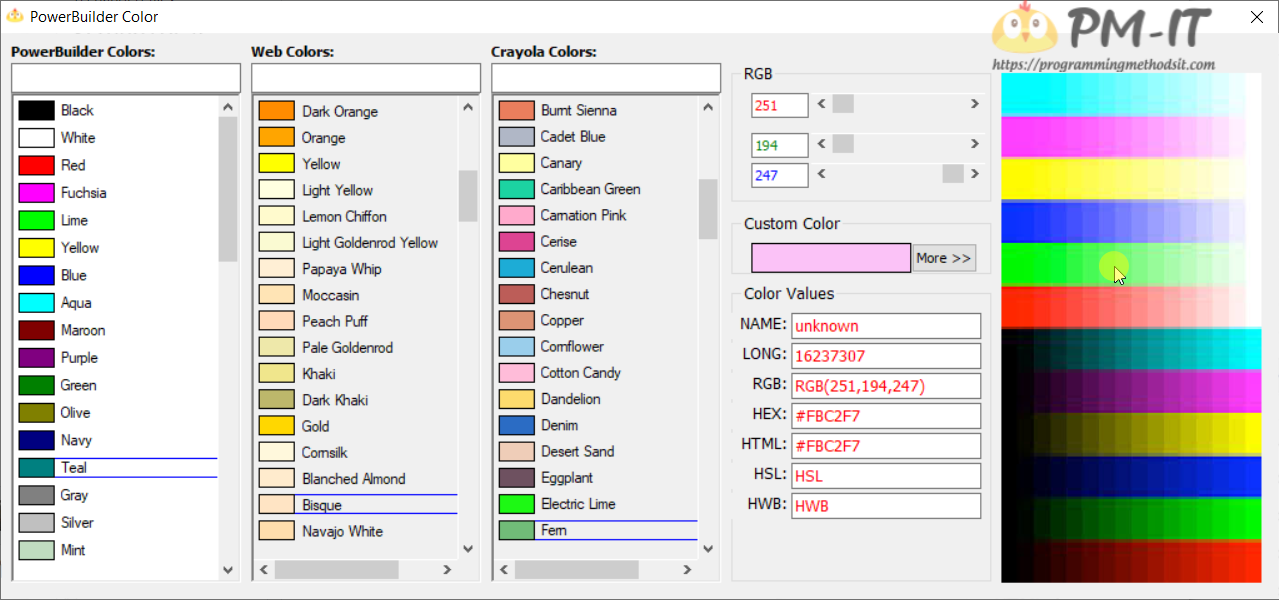 PowerBuilder Color
PM-IT
https://programmingmethodsit.com
PowerBuilder Colors:
Black
White
Red
Fuchsia
Lime
Yellow
Blue
Aqua
Maroon
Purple
Green
Olive
Navy
Teal
Gray
Silver
Mint
Web Colors:
Dark Orange
Orange
Yellow
Light Yellow
Lemon Chiffon
Light Goldenrod Yellow
Papaya Whip
Moccasin
Peach Puff
Pale Goldenrod
Khaki
Dark Khaki
Gold
Cornsilk
Blanched Almond
Bisque
Navajo White
Crayola Colors:
Burnt Sienna
Cadet Blue
Canary
Caribbean Green
Carnation Pink
Cerise
Cerulean
Chesnut
Copper
Cornflower
Cotton Candy
Dandelion
Denim
Desert Sand
Eggplant
Electric Lime
Fern
RGB
251
194
247
Custom Color
More >>
Color Values
NAME: unknown
LONG: 16237307
RGB: RGB(251,194,247)
HEX: #FBC2F7
HTML: #FBC2F7
HSL: HSL
HWB: HWB